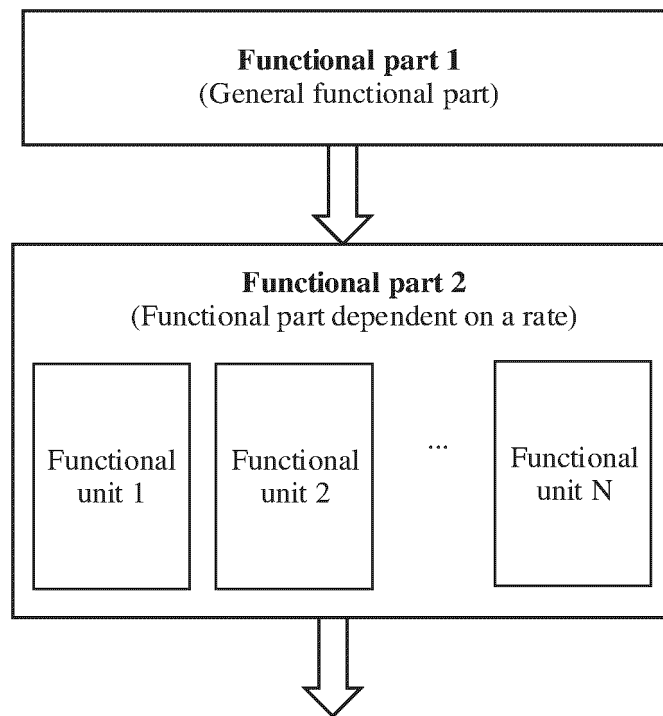 Functional part 1
(General functional part)
Functional part 2
(Functional part dependent on a rate)
Functional
unit 1
Functional
unit 2
...
Functional
unit N